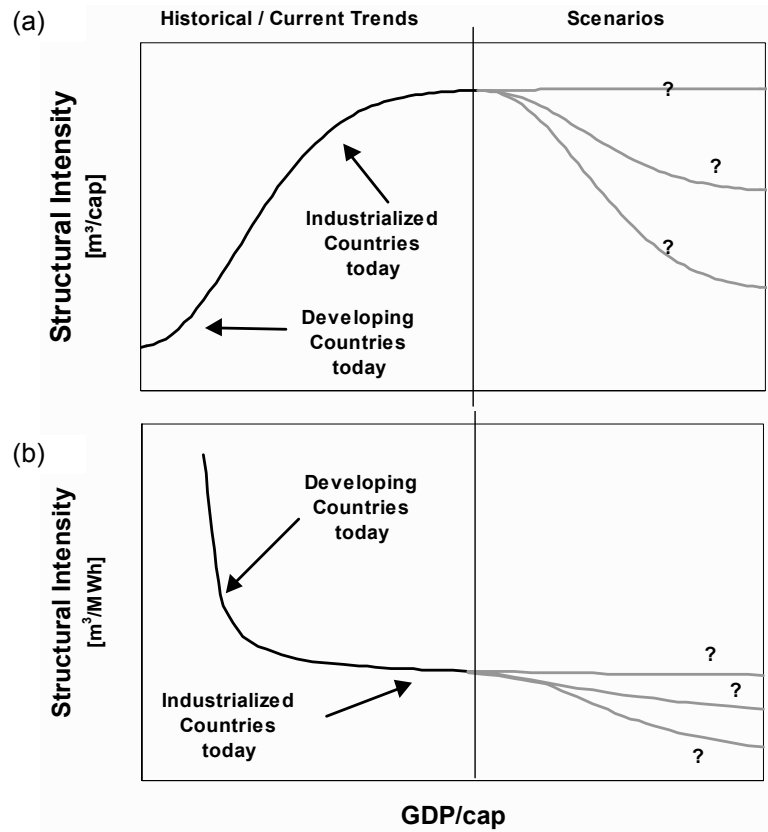 (a)
Historical / Current Trends
Scenarios
Structural Intensity
[m³/cap]
?
?
?
Industrialized
Countries
today
Developing
Countries
today
(b)
Structural Intensity
[m³/MWh]
Developing
Countries
today
Industrialized
Countries
today
?
?
?
GDP/cap